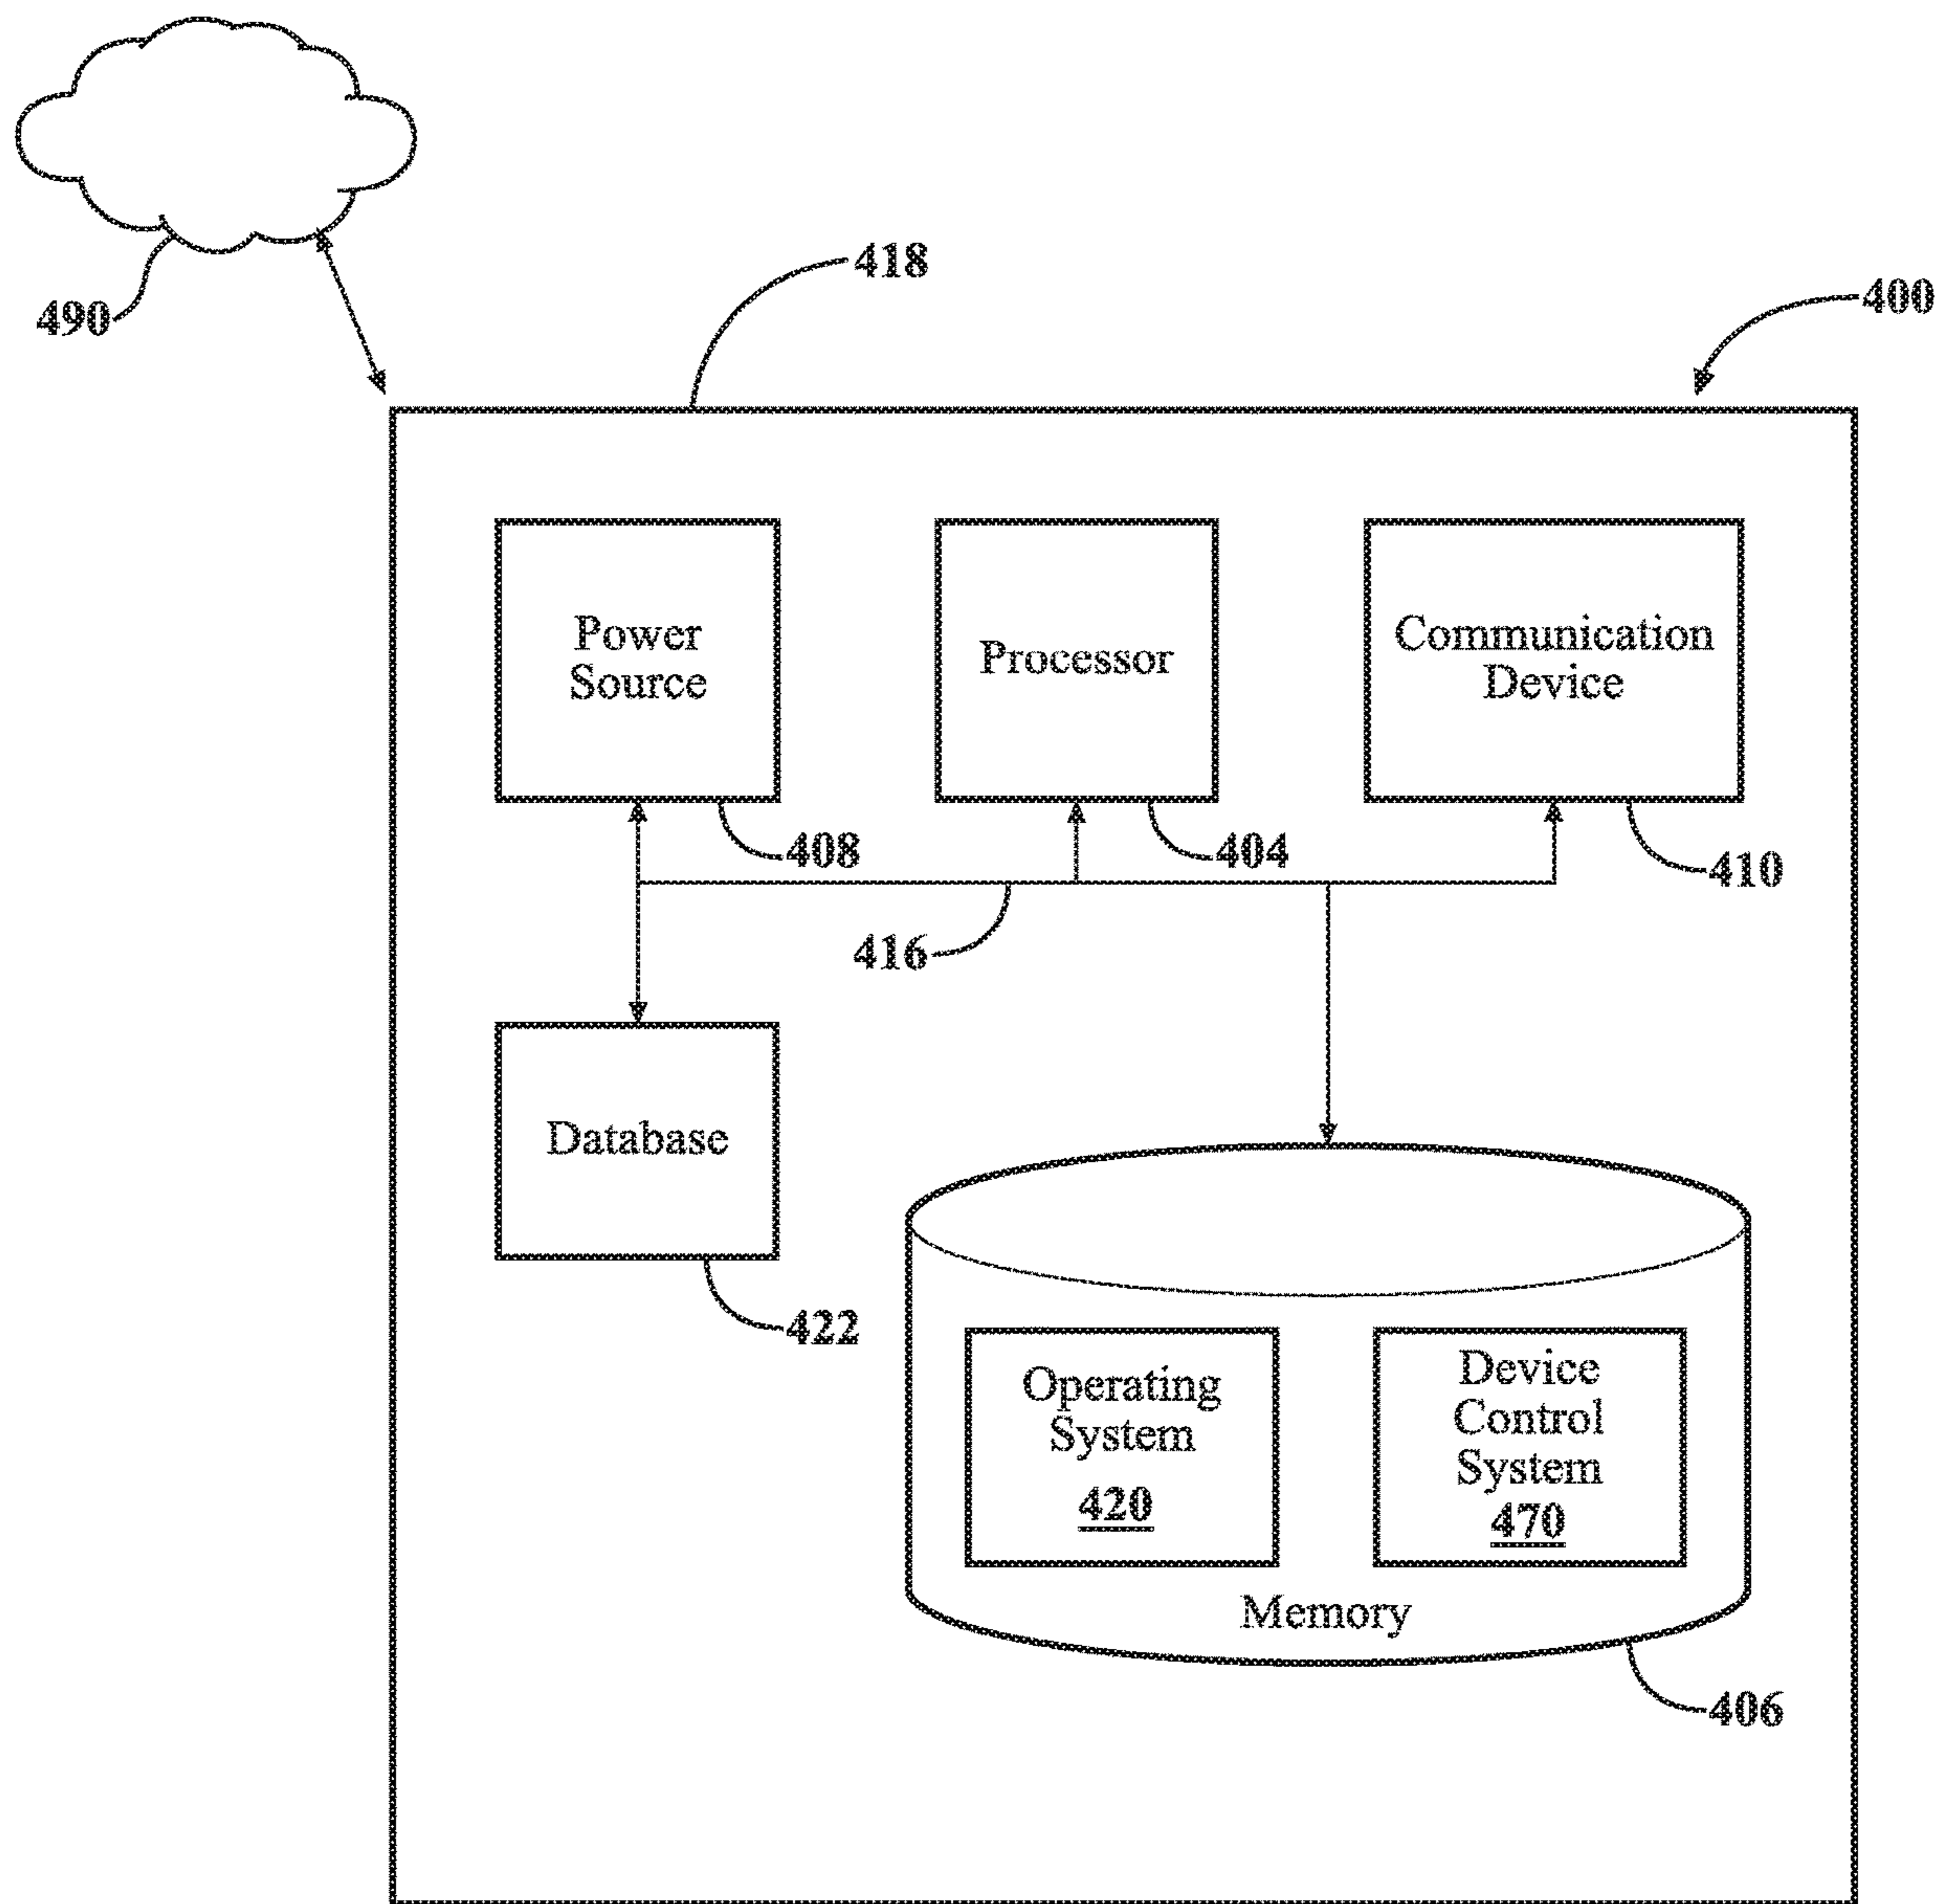 490
418
400
Power
Source
408
Processor
404
Communication
Device
410
416
Database
422
Operating
System
420
Device
Control
System
470
Memory
406